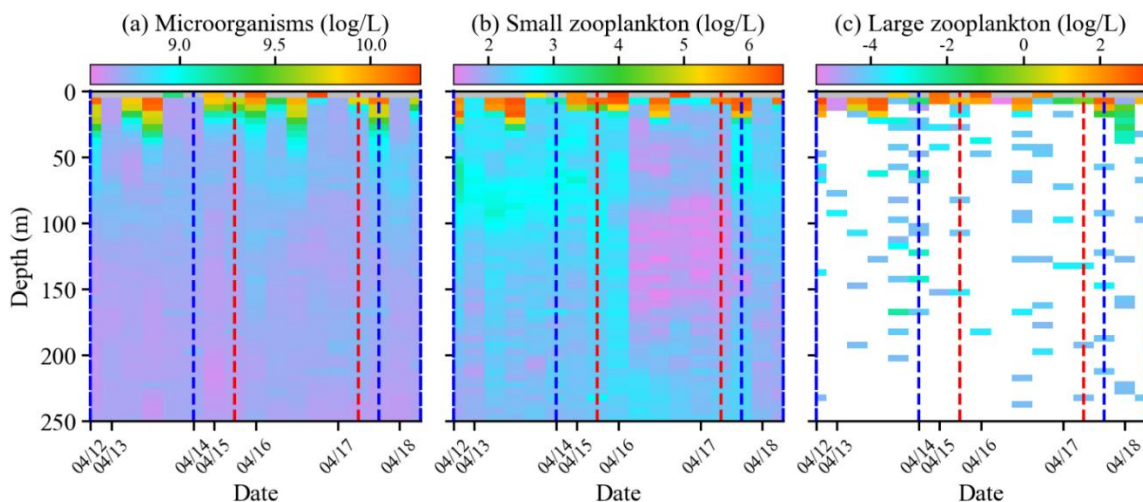 (a) Microorganisms (log/L)
9.0 9.5 10.0
(b) Small zooplankton (log/L)
2 3 4 5 6
(c) Large zooplankton (log/L)
-4 -2 0 2
Depth (m)
0
50
100
150
200
250
04/12 04/13 04/14 04/15 04/16 04/17 04/18
04/12 04/13 04/14 04/15 04/16 04/17 04/18
04/12 04/13 04/14 04/15 04/16 04/17 04/18
Date
Date
Date